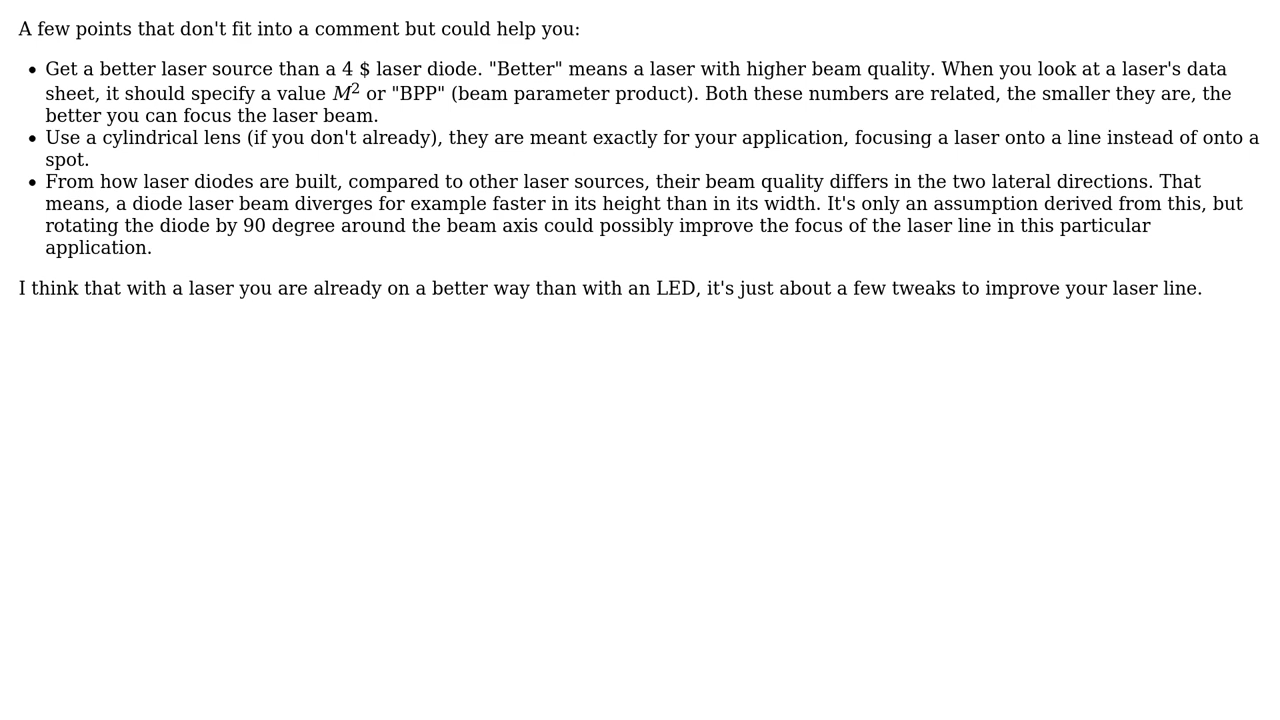 A few points that don't fit into a comment but could help you:
• Get a better laser source than a 4 $ laser diode. "Better" means a laser with higher beam quality. When you look at a laser's data
sheet, it should specify a value M² or "BPP" (beam parameter product). Both these numbers are related, the smaller they are, the
better you can focus the laser beam.
• Use a cylindrical lens (if you don't already), they are meant exactly for your application, focusing a laser onto a line instead of onto a
spot.
• From how laser diodes are built, compared to other laser sources, their beam quality differs in the two lateral directions. That
means, a diode laser beam diverges for example faster in its height than in its width. It's only an assumption derived from this, but
rotating the diode by 90 degree around the beam axis could possibly improve the focus of the laser line in this particular
application.
I think that with a laser you are already on a better way than with an LED, it's just about a few tweaks to improve your laser line.